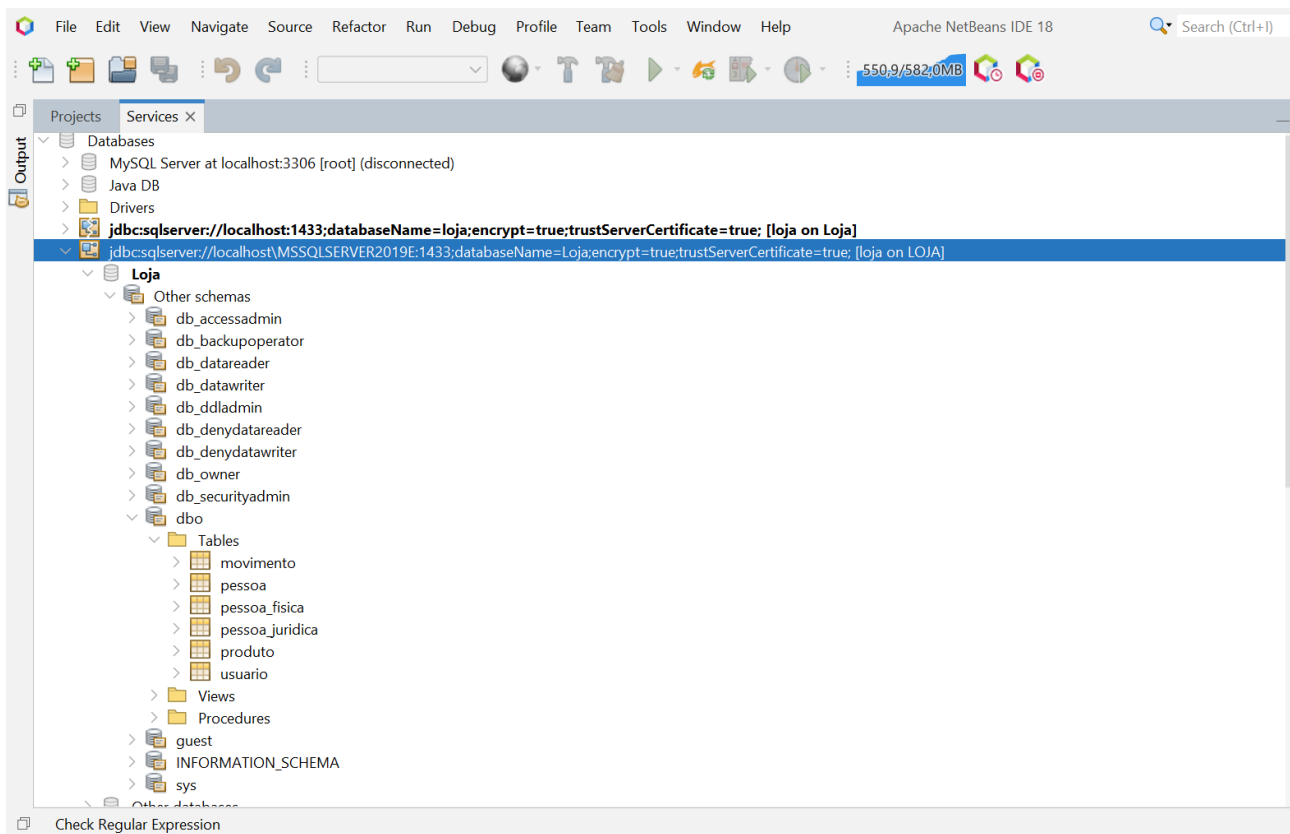 File Edit View Navigate Source Refactor Run Debug Profile Team Tools Window Help Apache NetBeans IDE 18 Search (Ctrl+I)
550,9/582,0MB
Projects Services
Output
Databases
MySQL Server at localhost:3306 [root] (disconnected)
Java DB
Drivers
jdbc:sqlserver://localhost:1433;databaseName=loja;encrypt=true;trustServerCertificate=true; [loja on Loja]
jdbc:sqlserver://localhost\MSSQLSERVER2019E:1433;databaseName=Loja;encrypt=true;trustServerCertificate=true; [loja on LOJA]
Loja
Other schemas
db_accessadmin
db_backupoperator
db_datareader
db_datawriter
db_ddladmin
db_denydatareader
db_denydatawriter
db_owner
db_securityadmin
dbo
Tables
movimento
pessoa
pessoa_fisica
pessoa_juridica
produto
usuario
Views
Procedures
guest
INFORMATION_SCHEMA
sys
Other databases
Check Regular Expression